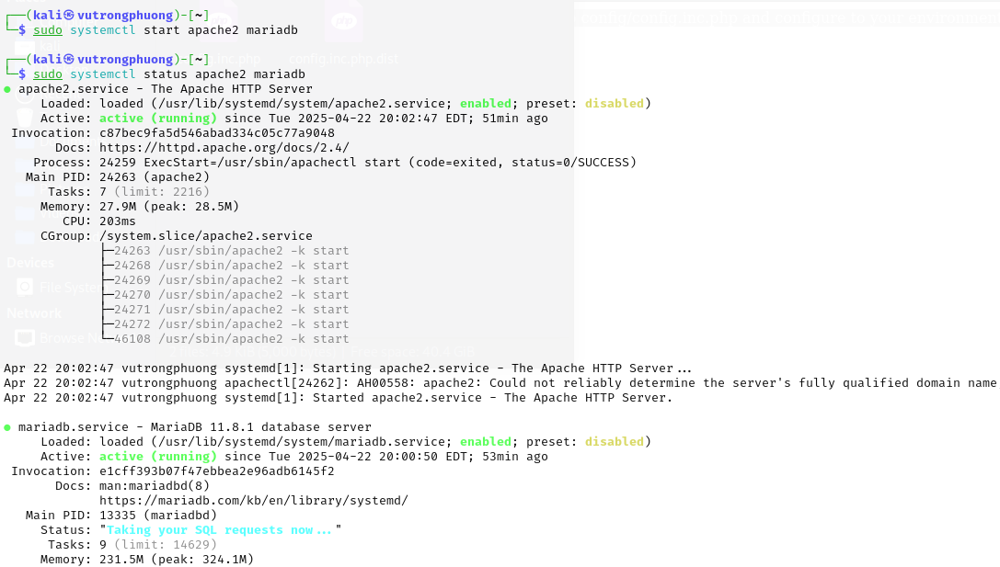 ┌──(kali㉿vutrongphuong)-[~]
└─$ sudo systemctl start apache2 mariadb
┌──(kali㉿vutrongphuong)-[~]
└─$ sudo systemctl status apache2 mariadb
● apache2.service - The Apache HTTP Server
Loaded: loaded (/usr/lib/systemd/system/apache2.service; enabled; preset: disabled)
Active: active (running) since Tue 2025-04-22 20:02:47 EDT; 51min ago
Invocation: c87bec9fa5d546abad334c05c77a9048
Docs: https://httpd.apache.org/docs/2.4/
Process: 24259 ExecStart=/usr/sbin/apachectl start (code=exited, status=0/SUCCESS)
Main PID: 24263 (apache2)
Tasks: 7 (limit: 2216)
Memory: 27.9M (peak: 28.5M)
CPU: 203ms
CGroup: /system.slice/apache2.service
├─24263 /usr/sbin/apache2 -k start
├─24268 /usr/sbin/apache2 -k start
├─24269 /usr/sbin/apache2 -k start
├─24270 /usr/sbin/apache2 -k start
├─24271 /usr/sbin/apache2 -k start
├─24272 /usr/sbin/apache2 -k start
└─46108 /usr/sbin/apache2 -k start
Devices
File System
Network
Browse
Apr 22 20:02:47 vutrongphuong systemd[1]: Starting apache2.service - The Apache HTTP Server...
Apr 22 20:02:47 vutrongphuong apachectl[24262]: AH00558: apache2: Could not reliably determine the server's fully qualified domain name
Apr 22 20:02:47 vutrongphuong systemd[1]: Started apache2.service - The Apache HTTP Server.
● mariadb.service - MariaDB 11.8.1 database server
Loaded: loaded (/usr/lib/systemd/system/mariadb.service; enabled; preset: disabled)
Active: active (running) since Tue 2025-04-22 20:00:50 EDT; 53min ago
Invocation: e1cff393b07f47ebbea2e96adb6145f2
Docs: man:mariadbd(8)
https://mariadb.com/kb/en/library/systemd/
Main PID: 13335 (mariadbd)
Status: "Taking your SQL requests now..."
Tasks: 9 (limit: 14629)
Memory: 231.5M (peak: 324.1M)